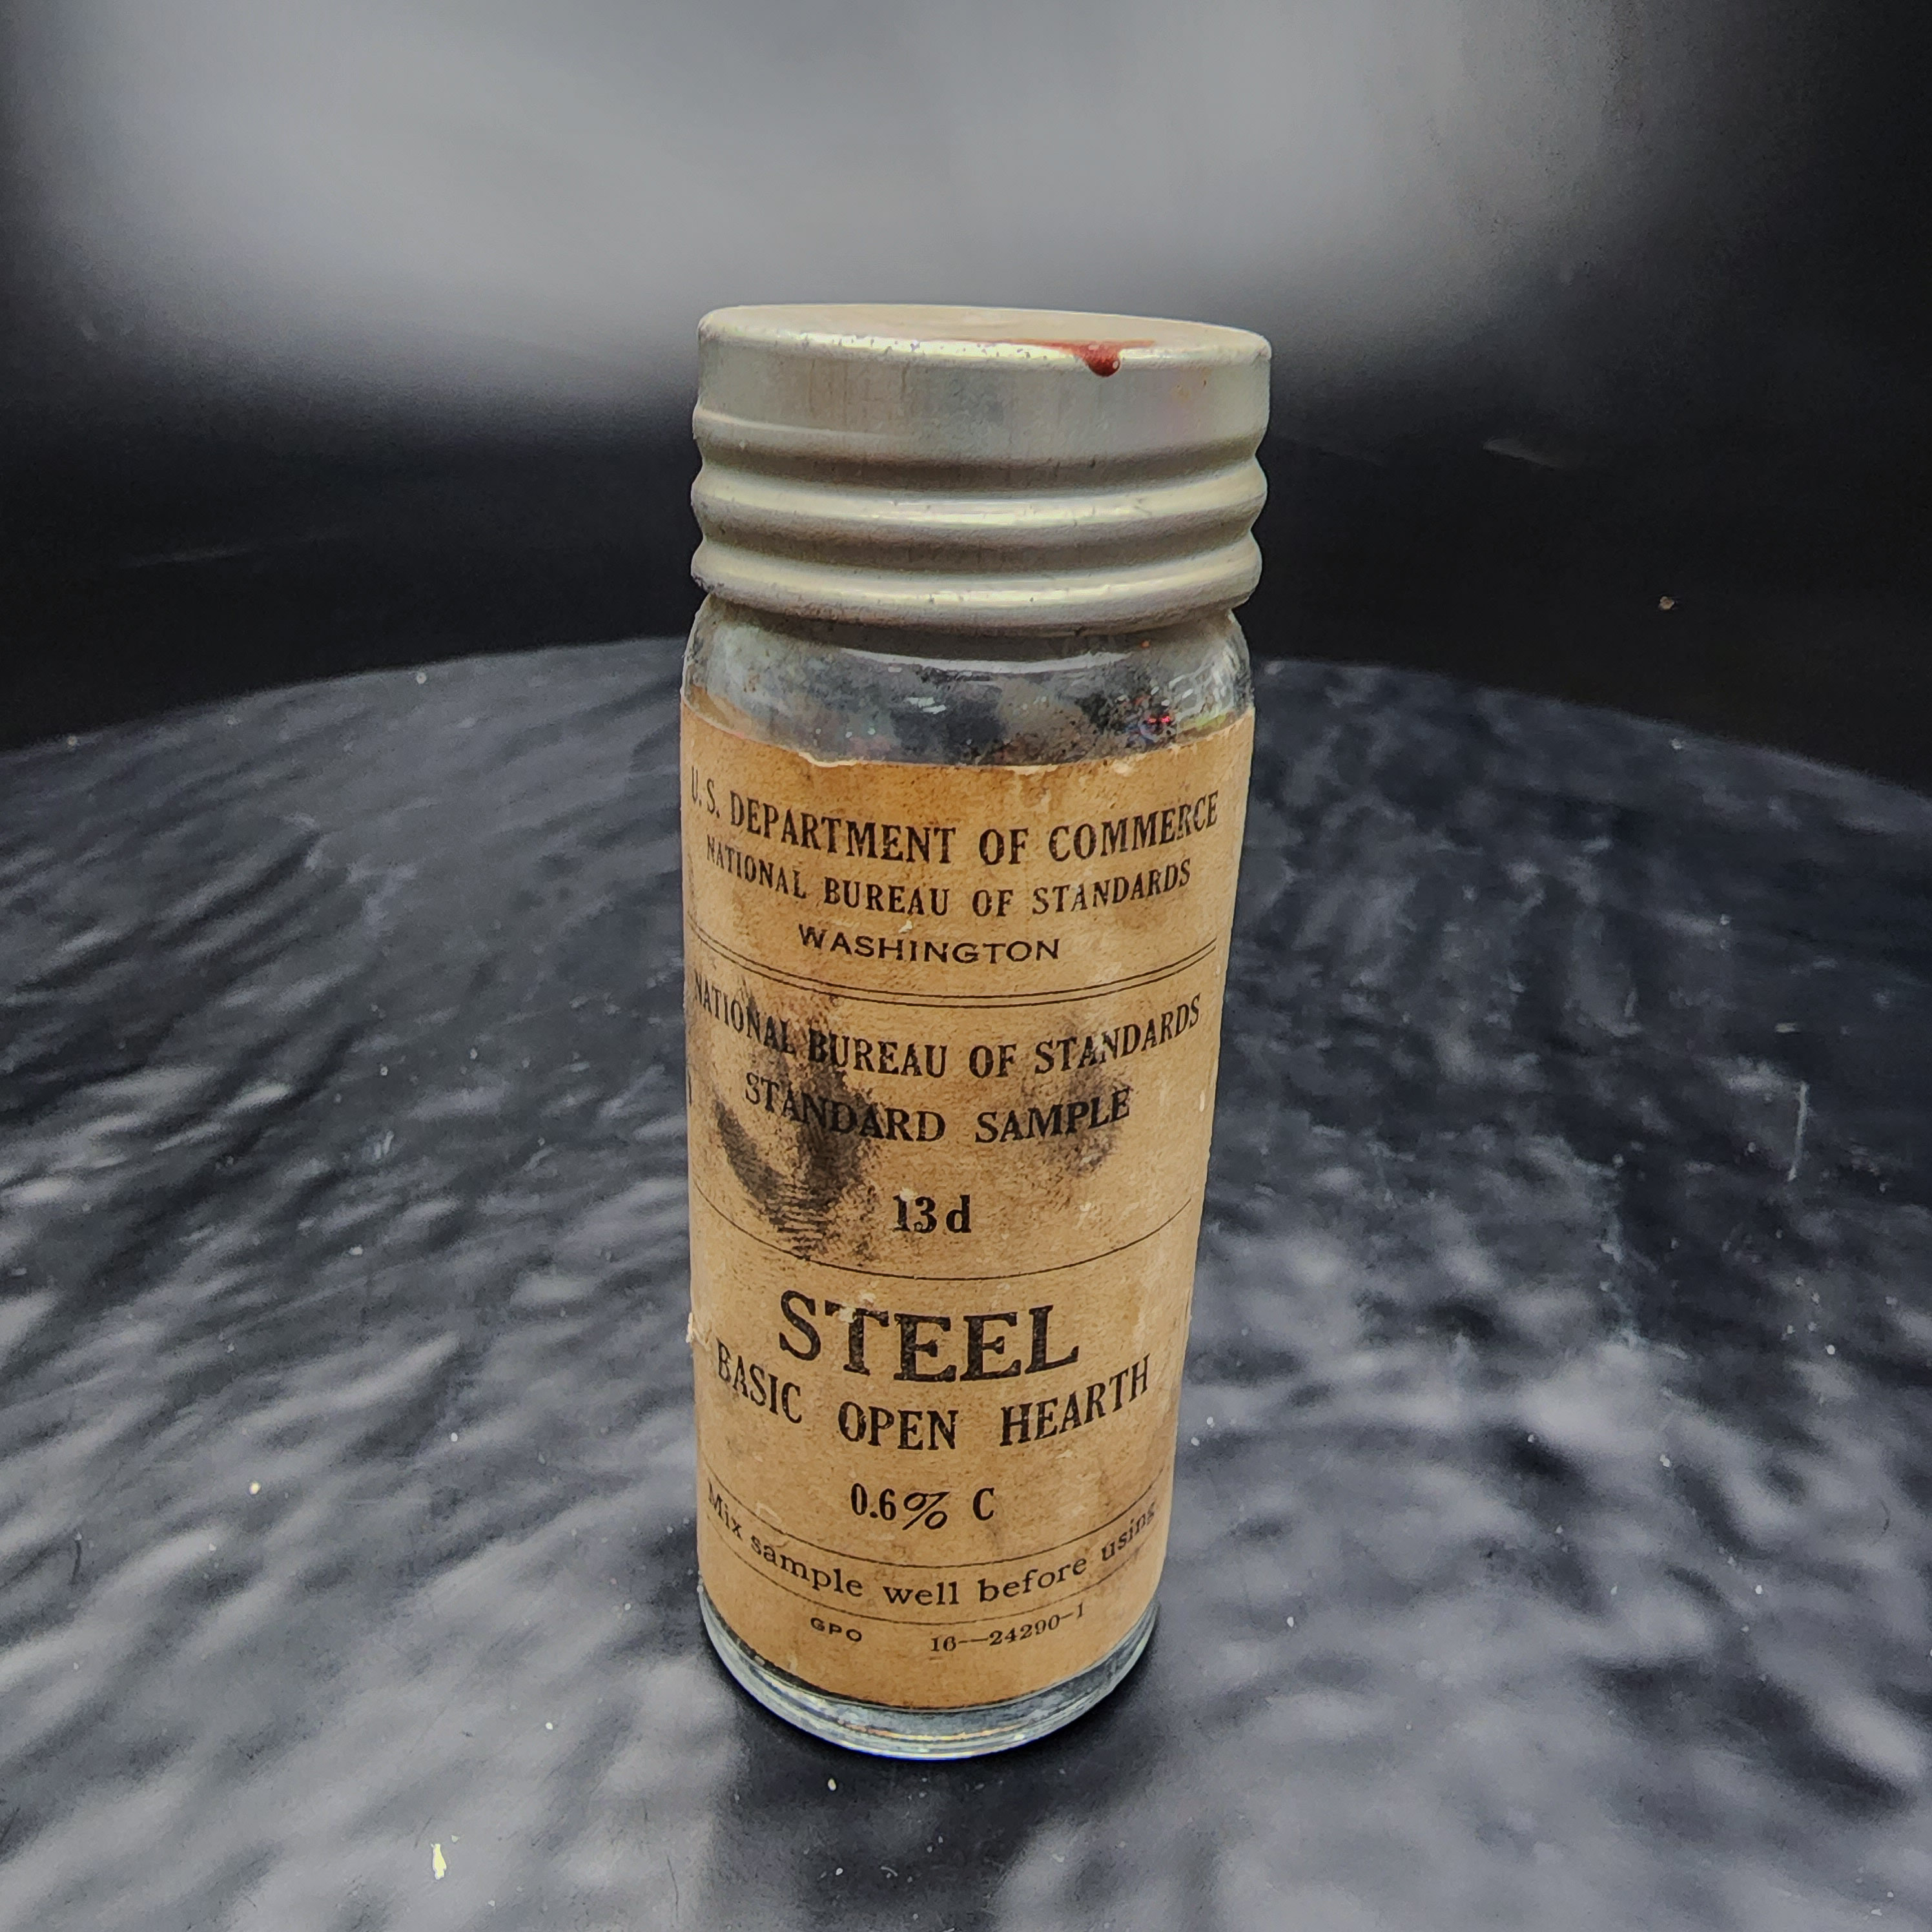 U. S. DEPARTMENT OF COMMERCE
NATIONAL BUREAU OF STANDARDS
WASHINGTON
NATIONAL BUREAU OF STANDARDS
STANDARD SAMPLE
13d
STEEL
BASIC OPEN HEARTH
0.6% C
Mix sample well before using
GPO 16—24290-1